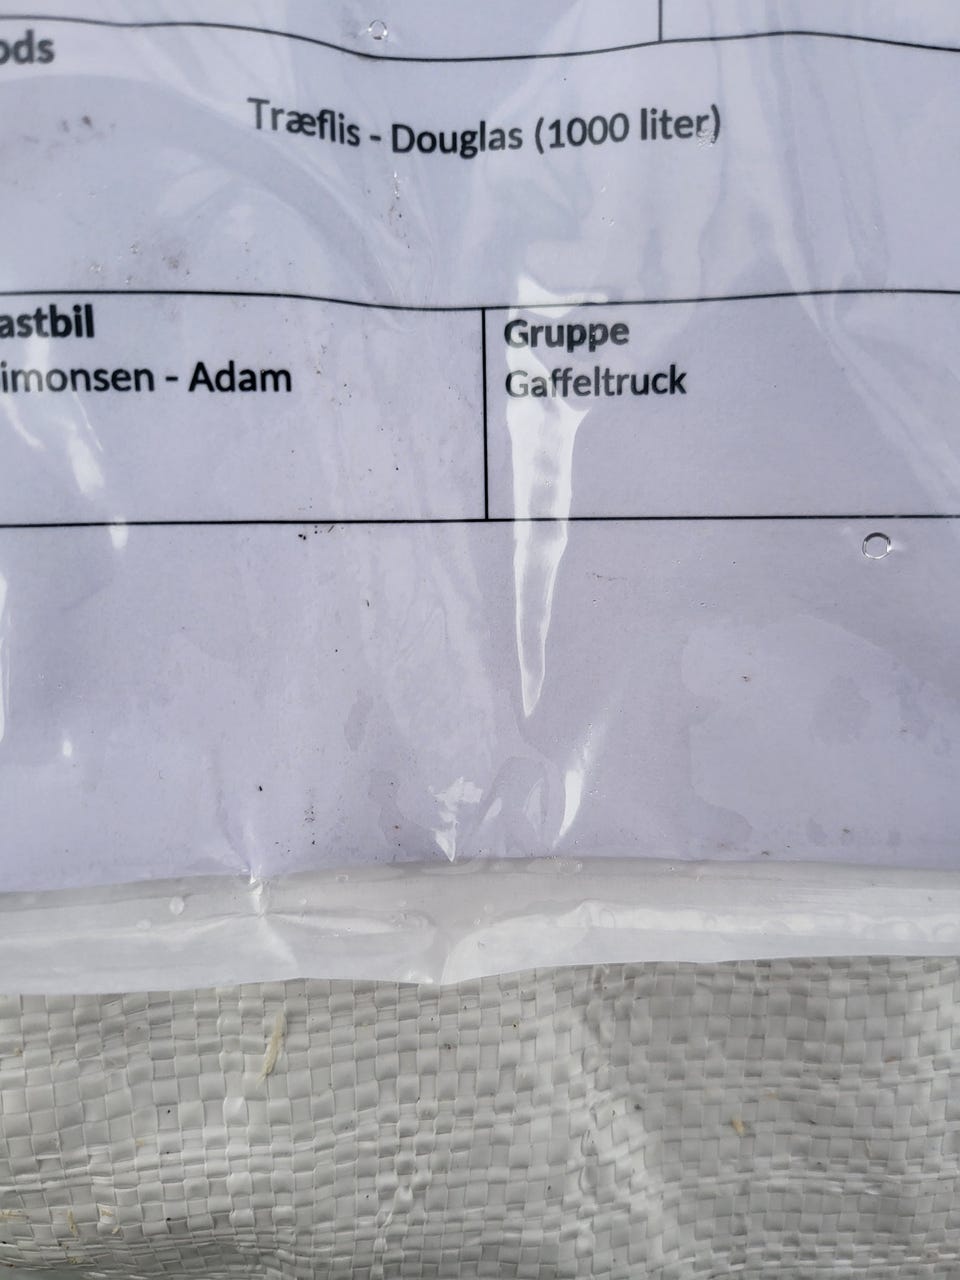 ods
Træflis - Douglas (1000 liter)
astbil
imonsen - Adam
Gruppe
Gaffeltruck